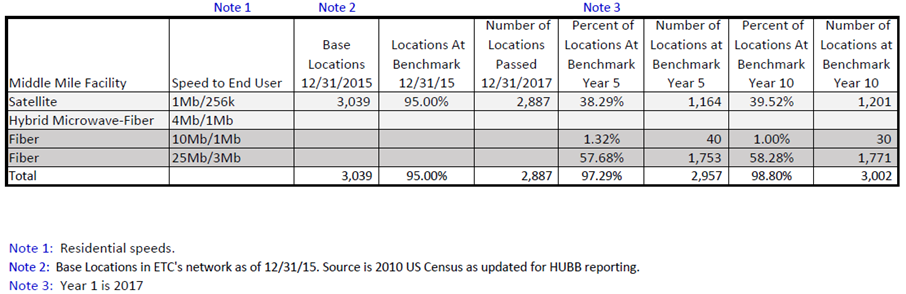 Note 1 Note 2 Note 3
Number of Percent of Number of Percent of Number of
Base Locations At Locations Locations At Locations at Locations At Locations at
Locations Benchmark Passed Benchmark Benchmark Benchmark Benchmark
Middle Mile Facility Speed to End User 12/31/2015 12/31/15 12/31/2017 Year 5 Year 5 Year 10 Year 10
Satellite 1Mb/256k 3,039 95.00% 2,887 38.29% 1,164 39.52% 1,201
Hybrid Microwave-Fiber 4Mb/1Mb
Fiber 10Mb/1Mb 1.32% 40 1.00% 30
Fiber 25Mb/3Mb 57.68% 1,753 58.28% 1,771
Total 3,039 95.00% 2,887 97.29% 2,957 98.80% 3,002
Note 1: Residential speeds.
Note 2: Base Locations in ETC's network as of 12/31/15. Source is 2010 US Census as updated for HUBB reporting.
Note 3: Year 1 is 2017